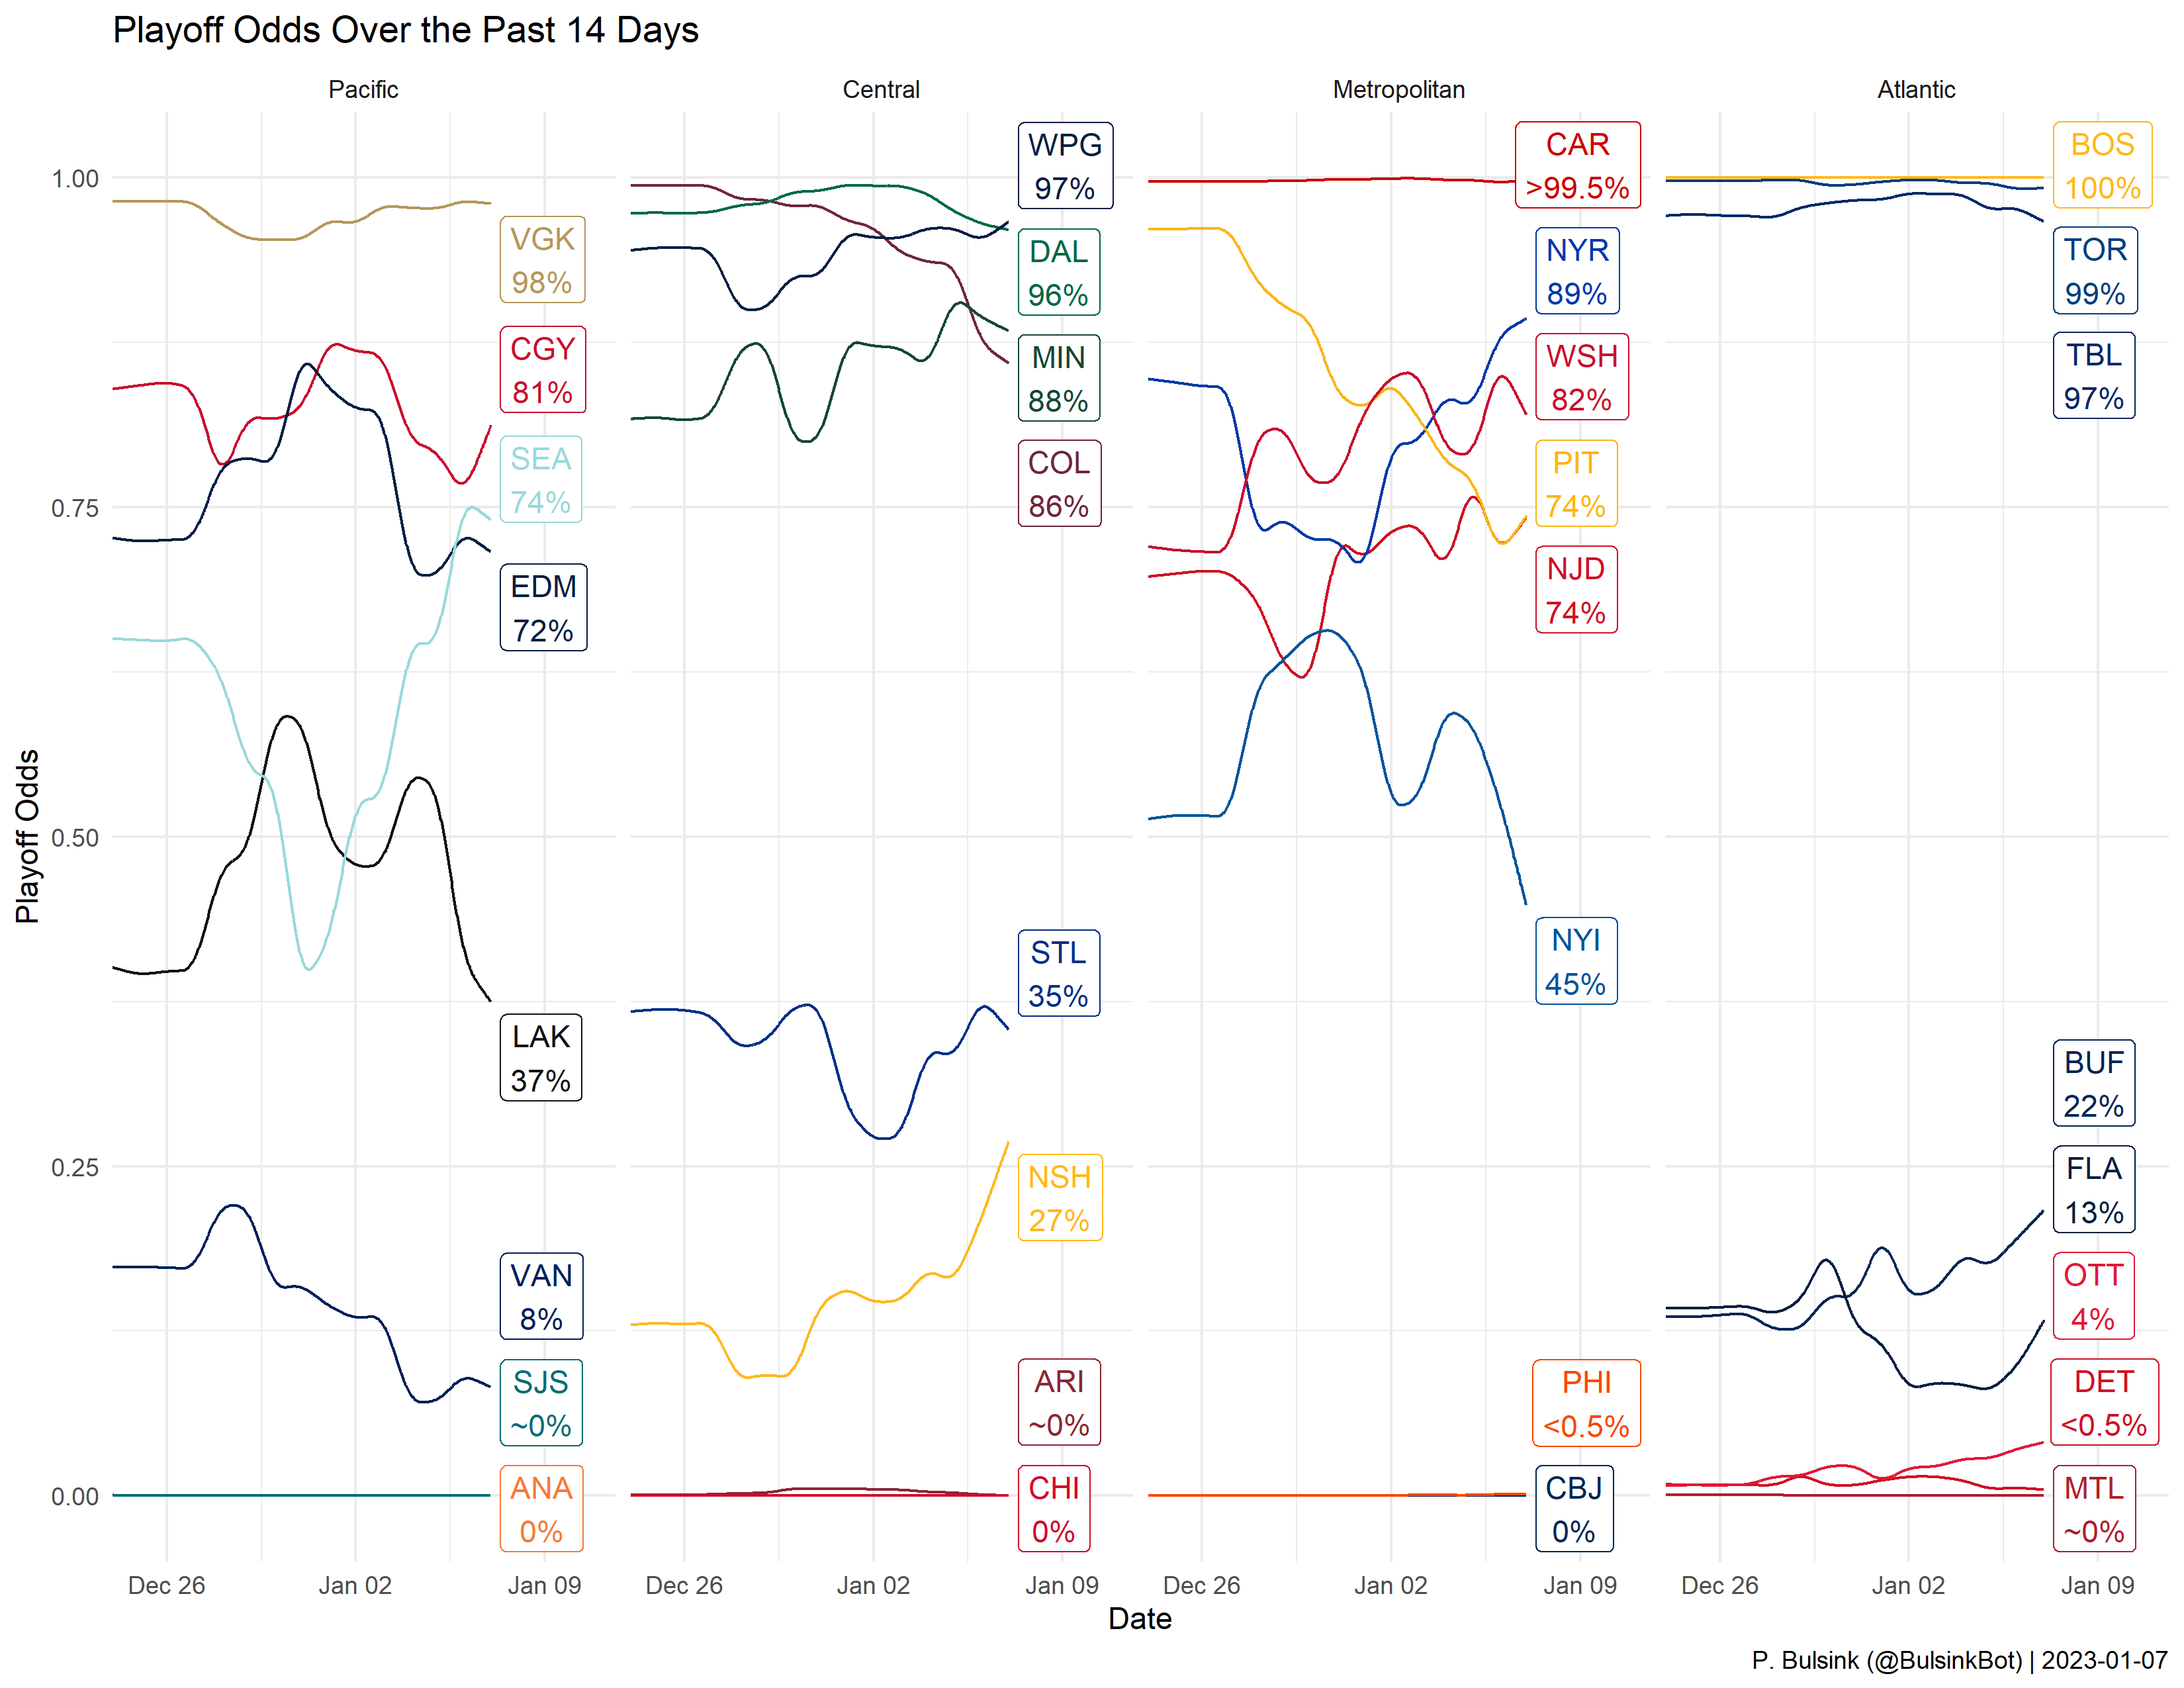 Playoff Odds Over the Past 14 Days
Pacific
Central
Metropolitan
Atlantic
Playoff Odds
1.00
0.75
0.50
0.25
0.00
VGK
98%
CGY
81%
SEA
74%
EDM
72%
LAK
37%
VAN
8%
SJS
~0%
ANA
0%
WPG
97%
DAL
96%
MIN
88%
COL
86%
STL
35%
NSH
27%
ARI
~0%
CHI
0%
CAR
>99.5%
NYR
89%
WSH
82%
PIT
74%
NJD
74%
NYI
45%
PHI
<0.5%
CBJ
0%
BOS
100%
TOR
99%
TBL
97%
BUF
22%
FLA
13%
OTT
4%
DET
<0.5%
MTL
~0%
Dec 26
Jan 02
Jan 09
Dec 26
Jan 02
Jan 09
Dec 26
Jan 02
Jan 09
Dec 26
Jan 02
Jan 09
Date
P. Bulsink (@BulsinkBot) | 2023-01-07